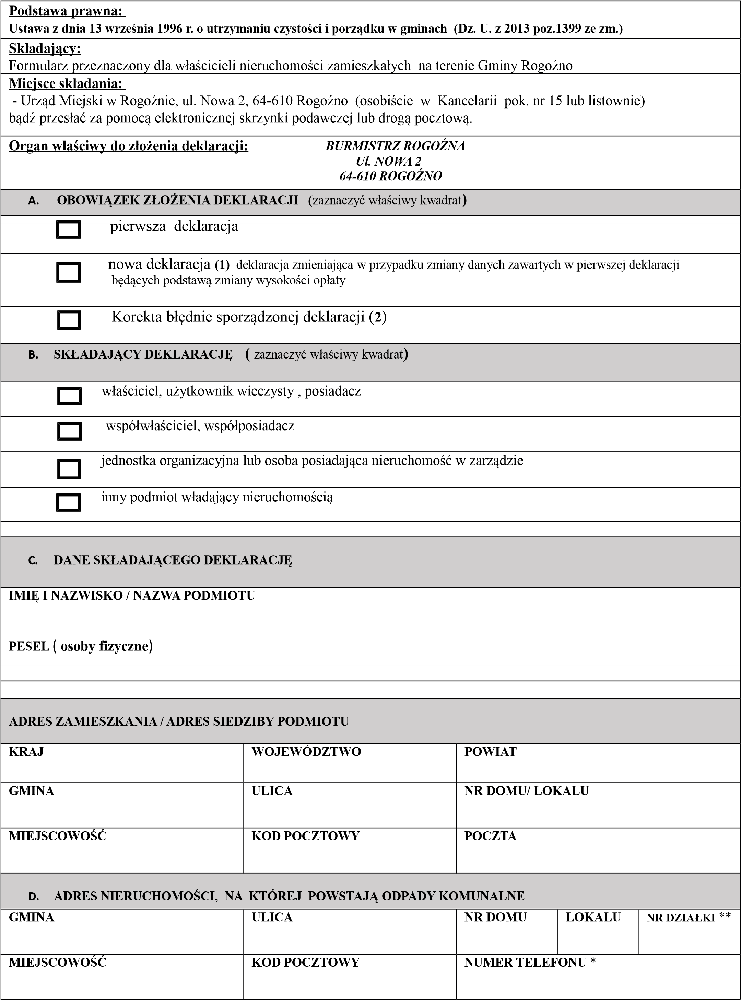 Podstawa prawna:
Ustawa z dnia 13 września 1996 r. o utrzymaniu czystości i porządku w gminach (Dz. U. z 2013 poz.1399 ze zm.)
Składający:
Formularz przeznaczony dla właścicieli nieruchomości zamieszkałych na terenie Gminy Rogoźno
Miejsce składania:
- Urząd Miejski w Rogoźnie, ul. Nowa 2, 64-610 Rogoźno (osobiście w Kancelarii pok. nr 15 lub listownie)
bądź przesłać za pomocą elektronicznej skrzynki podawczej lub drogą pocztową.
Organ właściwy do złożenia deklaracji: BURMISTRZ ROGOŹNA
Ul. NOWA 2
64-610 ROGOŹNO
A. OBOWIĄZEK ZŁOŻENIA DEKLARACJI (zaznaczyć właściwy kwadrat)
pierwsza deklaracja
nowa deklaracja (1) deklaracja zmieniająca w przypadku zmiany danych zawartych w pierwszej deklaracji
będących podstawą zmiany wysokości opłaty
Korekta błędnie sporządzonej deklaracji (2)
B. SKŁADAJĄCY DEKLARACJĘ ( zaznaczyć właściwy kwadrat)
właściciel, użytkownik wieczysty , posiadacz
współwłaściciel, współposiadacz
jednostka organizacyjna lub osoba posiadająca nieruchomość w zarządzie
inny podmiot władający nieruchomością
C. DANE SKŁADAJĄCEGO DEKLARACJĘ
IMIĘ I NAZWISKO / NAZWA PODMIOTU
PESEL ( osoby fizyczne)
ADRES ZAMIESZKANIA / ADRES SIEDZIBY PODMIOTU
KRAJ WOJEWÓDZTWO POWIAT
GMINA ULICA NR DOMU/ LOKALU
MIEJSCOWOŚĆ KOD POCZTOWY POCZTA
D. ADRES NIERUCHOMOŚCI, NA KTÓREJ POWSTAJĄ ODPADY KOMUNALNE
GMINA ULICA NR DOMU LOKALU NR DZIAŁKI **
MIEJSCOWOŚĆ KOD POCZTOWY NUMER TELEFONU *